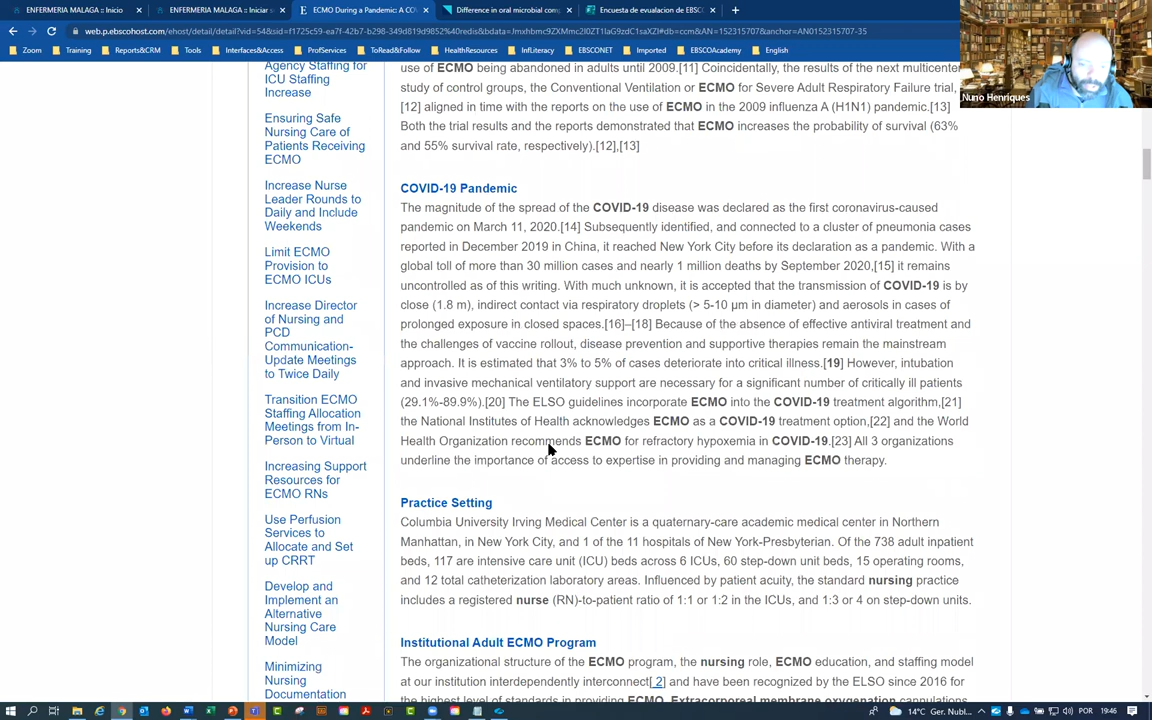 ENFERMERIA MALAGA :: Inicio
ENFERMERIA MALAGA :: Iniciar s
ECMO During a Pandemic: A CO
Difference in oral microbial com
Encuesta de evualacion de EBSC
web.p.ebscohost.com/ehost/detail/detail?vid=54&sid=f1725c59-ea7f-42b7-b298-349d819d9852%40redis&bdata=Jmxhbmc9ZXMmc2l0ZT1laG9zdC1saXZl#db=ccm&AN=152315707&anchor=AN0152315707-35
Zoom
Training
Reports&CRM
Tools
Interfaces&Access
ProfServices
ToRead&Follow
HealthResources
InfLiteracy
EBSCONET
Imported
EBSCOAcademy
English
Nuno Henriques
Agency Staffing for
ICU Staffing
Increase
Ensuring Safe
Nursing Care of
Patients Receiving
ECMO
Increase Nurse
Leader Rounds to
Daily and Include
Weekends
Limit ECMO
Provision to
ECMO ICUs
Increase Director
of Nursing and
PCD
Communication-
Update Meetings
to Twice Daily
Transition ECMO
Staffing Allocation
Meetings from In-
Person to Virtual
Increasing Support
Resources for
ECMO RNs
Use Perfusion
Services to
Allocate and Set
up CRRT
Develop and
Implement an
Alternative
Nursing Care
Model
Minimizing
Nursing
Documentation
use of ECMO being abandoned in adults until 2009.[11] Coincidentally, the results of the next multicenter
study of control groups, the Conventional Ventilation or ECMO for Severe Adult Respiratory Failure trial,
[12] aligned in time with the reports on the use of ECMO in the 2009 influenza A (H1N1) pandemic.[13]
Both the trial results and the reports demonstrated that ECMO increases the probability of survival (63%
and 55% survival rate, respectively).[12],[13]
COVID-19 Pandemic
The magnitude of the spread of the COVID-19 disease was declared as the first coronavirus-caused
pandemic on March 11, 2020.[14] Subsequently identified, and connected to a cluster of pneumonia cases
reported in December 2019 in China, it reached New York City before its declaration as a pandemic. With a
global toll of more than 30 million cases and nearly 1 million deaths by September 2020,[15] it remains
uncontrolled as of this writing. With much unknown, it is accepted that the transmission of COVID-19 is by
close (1.8 m), indirect contact via respiratory droplets (> 5-10 μm in diameter) and aerosols in cases of
prolonged exposure in closed spaces.[16]–[18] Because of the absence of effective antiviral treatment and
the challenges of vaccine rollout, disease prevention and supportive therapies remain the mainstream
approach. It is estimated that 3% to 5% of cases deteriorate into critical illness.[19] However, intubation
and invasive mechanical ventilatory support are necessary for a significant number of critically ill patients
(29.1%-89.9%).[20] The ELSO guidelines incorporate ECMO into the COVID-19 treatment algorithm,[21]
the National Institutes of Health acknowledges ECMO as a COVID-19 treatment option,[22] and the World
Health Organization recommends ECMO for refractory hypoxemia in COVID-19.[23] All 3 organizations
underline the importance of access to expertise in providing and managing ECMO therapy.
Practice Setting
Columbia University Irving Medical Center is a quaternary-care academic medical center in Northern
Manhattan, in New York City, and 1 of the 11 hospitals of New York-Presbyterian. Of the 738 adult inpatient
beds, 117 are intensive care unit (ICU) beds across 6 ICUs, 60 step-down unit beds, 15 operating rooms,
and 12 total catheterization laboratory areas. Influenced by patient acuity, the standard nursing practice
includes a registered nurse (RN)-to-patient ratio of 1:1 or 1:2 in the ICUs, and 1:3 or 4 on step-down units.
Institutional Adult ECMO Program
The organizational structure of the ECMO program, the nursing role, ECMO education, and staffing model
at our institution interdependently interconnect[ 2] and have been recognized by the ELSO since 2016 for
the highest level of standards in providing ECMO. Extracorporeal membrane oxygenation cannulations
14°C Ger. Nubl...
POR
19:46